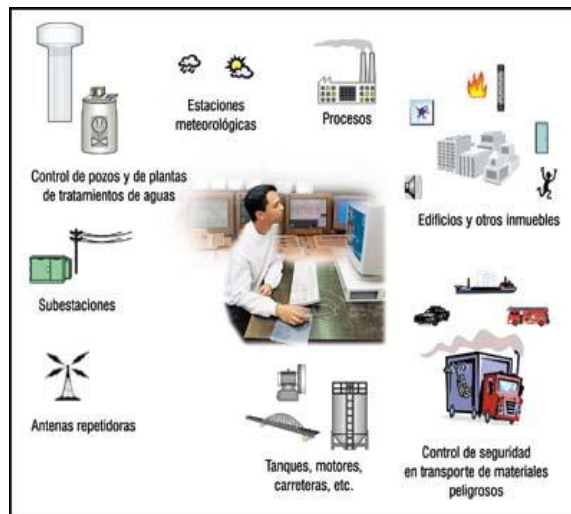 Estaciones
meteorológicas
Procesos
Control de pozos y de plantas
de tratamientos de aguas
Edificios y otros inmuebles
Subestaciones
Antenas repetidoras
Tanques, motores,
carreteras, etc.
Control de seguridad
en transporte de materiales
peligrosos